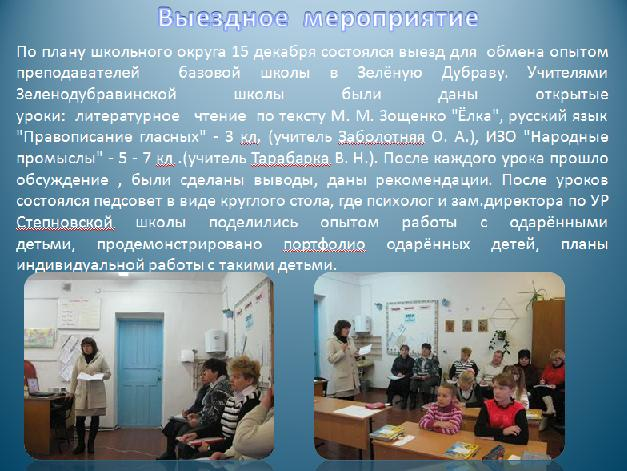 Выездное мероприятие
По плану школьного округа 15 декабря состоялся выезд для обмена опытом
преподавателей базовой школы в Зелёную Дубраву. Учителями
Зеленодубравинской школы были даны открытые
уроки: литературное чтение по тексту М. М. Зощенко "Ёлка", русский язык
"Правописание гласных" - 3 кл. (учитель Заболотняя О. А.), ИЗО "Народные
промыслы" - 5 - 7 кл .(учитель Тарабарка В. Н.). После каждого урока прошло
обсуждение , были сделаны выводы, даны рекомендации. После уроков
состоялся педсовет в виде круглого стола, где психолог и зам.директора по УР
Степновской школы поделились опытом работы с одарёнными
детьми, продемонстрировано портфолио одарённых детей, планы
индивидуальной работы с такими детьми.